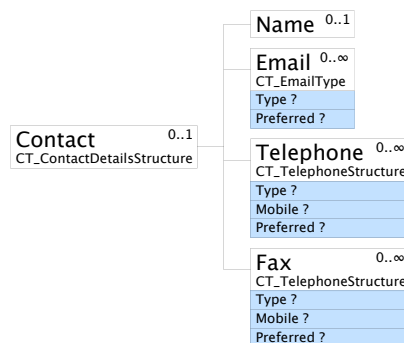 Name 0..1
Email 0..∞
CT_EmailType
Type ?
Preferred ?
Contact 0..1
CT_ContactDetailsStructure
Telephone 0..∞
CT_TelephoneStructure
Type ?
Mobile ?
Preferred ?
Fax 0..∞
CT_TelephoneStructure
Type ?
Mobile ?
Preferred ?